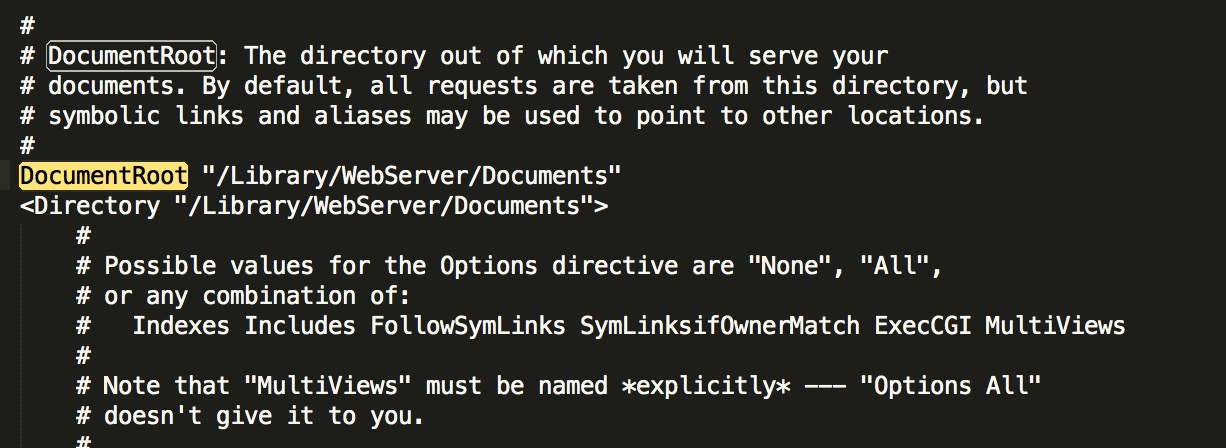 #
# DocumentRoot: The directory out of which you will serve your
# documents. By default, all requests are taken from this directory, but
# symbolic links and aliases may be used to point to other locations.
#
DocumentRoot "/Library/WebServer/Documents"
<Directory "/Library/WebServer/Documents">
    #
    # Possible values for the Options directive are "None", "All",
    # or any combination of:
    #   Indexes Includes FollowSymLinks SymLinksifOwnerMatch ExecCGI MultiViews
    #
    # Note that "MultiViews" must be named *explicitly* --- "Options All"
    # doesn't give it to you.
    #